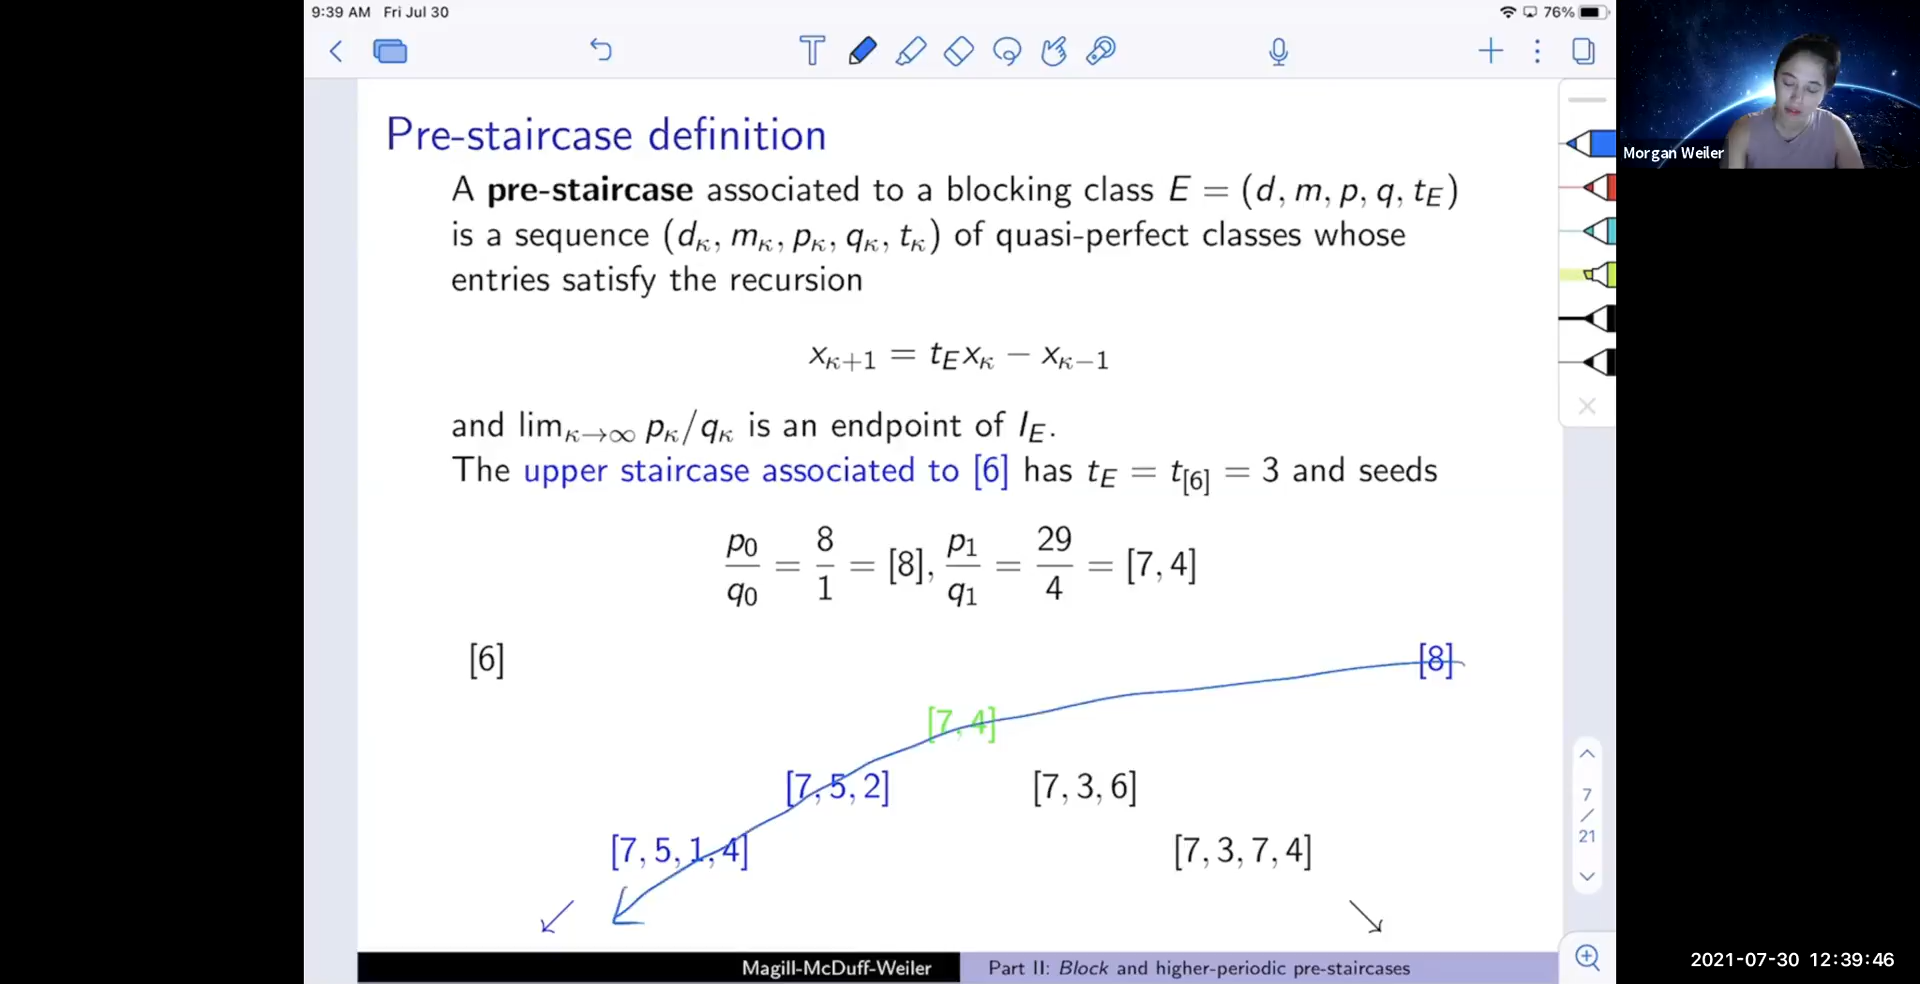 9:39 AM Fri Jul 30
76%
Morgan Weiler
Pre-staircase definition
A pre-staircase associated to a blocking class E = (d, m, p, q, t_E)
is a sequence (d_κ, m_κ, p_κ, q_κ, t_κ) of quasi-perfect classes whose
entries satisfy the recursion
x_{κ+1} = t_E x_κ − x_{κ−1}
and lim_{κ→∞} p_κ/q_κ is an endpoint of I_E.
The upper staircase associated to [6] has t_E = t_{[6]} = 3 and seeds
p_0/q_0 = 8/1 = [8], p_1/q_1 = 29/4 = [7, 4]
[6] [8]
[7, 4]
[7, 5, 2] [7, 3, 6]
[7, 5, 1, 4] [7, 3, 7, 4]
7
/
21
Magill-McDuff-Weiler Part II: Block and higher-periodic pre-staircases
2021-07-30 12:39:46